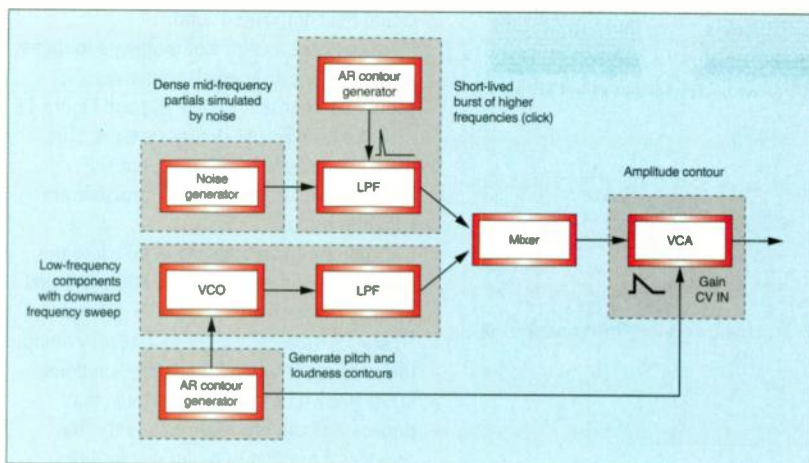 AR contour
generator
Dense mid-frequency
partials simulated
by noise
Short-lived
burst of higher
frequencies (click)
Noise
generator
LPF
Amplitude contour
Mixer
VCA
Low-frequency
components
with downward
frequency sweep
VCO
LPF
Gain
CV IN
Generate pitch and
loudness contours
AR contour
generator